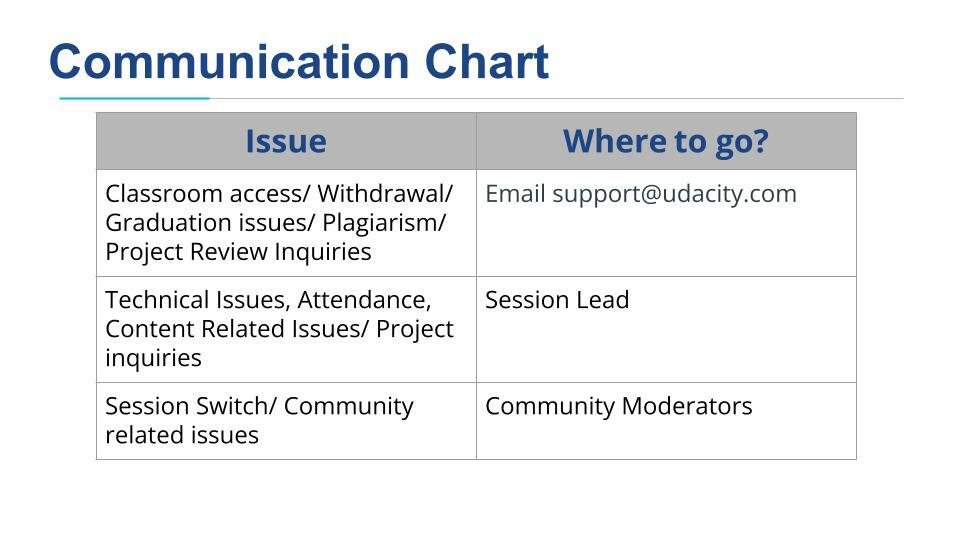 Communication Chart
Issue
Where to go?
Classroom access/ Withdrawal/
Graduation issues/ Plagiarism/
Project Review Inquiries
Email support@udacity.com
Technical Issues, Attendance,
Content Related Issues/ Project
inquiries
Session Lead
Session Switch/ Community
related issues
Community Moderators